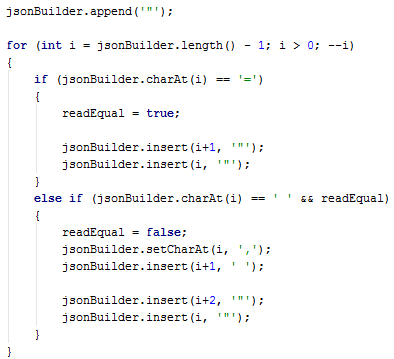 jsonBuilder.append('"');
for (int i = jsonBuilder.length() - 1; i > 0; --i)
{
if (jsonBuilder.charAt(i) == '=')
{
readEqual = true;
jsonBuilder.insert(i+1, '"');
jsonBuilder.insert(i, '"');
}
else if (jsonBuilder.charAt(i) == ' ' && readEqual)
{
readEqual = false;
jsonBuilder.setCharAt(i, ',');
jsonBuilder.insert(i+1, ' ');
jsonBuilder.insert(i+2, '"');
jsonBuilder.insert(i, '"');
}
}